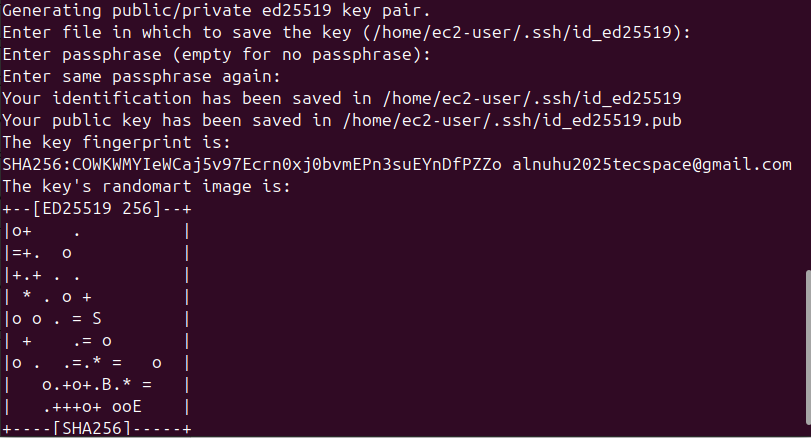 Generating public/private ed25519 key pair.
Enter file in which to save the key (/home/ec2-user/.ssh/id_ed25519):
Enter passphrase (empty for no passphrase):
Enter same passphrase again:
Your identification has been saved in /home/ec2-user/.ssh/id_ed25519
Your public key has been saved in /home/ec2-user/.ssh/id_ed25519.pub
The key fingerprint is:
SHA256:COWKWMYIeWCaj5v97Ecrn0xj0bvmEPn3suEYnDfPZZo alnuhu2025tecspace@gmail.com
The key's randomart image is:
+--[ED25519 256]--+
|o+    .          |
|=+.  o           |
|+.+ . .          |
| * . o +         |
|o o . = S        |
| +    .= o       |
|o .  .=.* =   o  |
|   o.+o+.B.* =   |
|   .+++o+ ooE    |
+----[SHA256]-----+